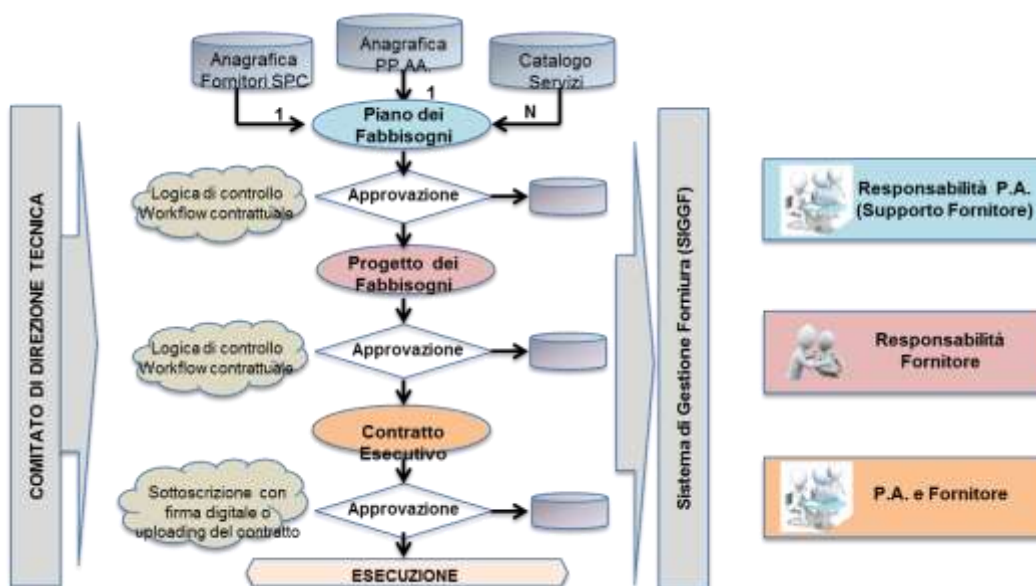 Anagrafica
Fornitori SPC
Anagrafica
PP.AA.
Catalogo
Servizi
1
1
N
Piano dei
Fabbisogni
Logica di controllo
Workflow contrattuale
Approvazione
Progetto dei
Fabbisogni
Logica di controllo
Workflow contrattuale
Approvazione
Contratto
Esecutivo
Sottoscrizione con
firma digitale o
uploading del contratto
Approvazione
ESECUZIONE
COMITATO DI DIREZIONE TECNICA
Sistema di Gestione Forniura (SIGGF)
Responsabilità P.A.
(Supporto Fornitore)
Responsabilità
Fornitore
P.A. e Fornitore